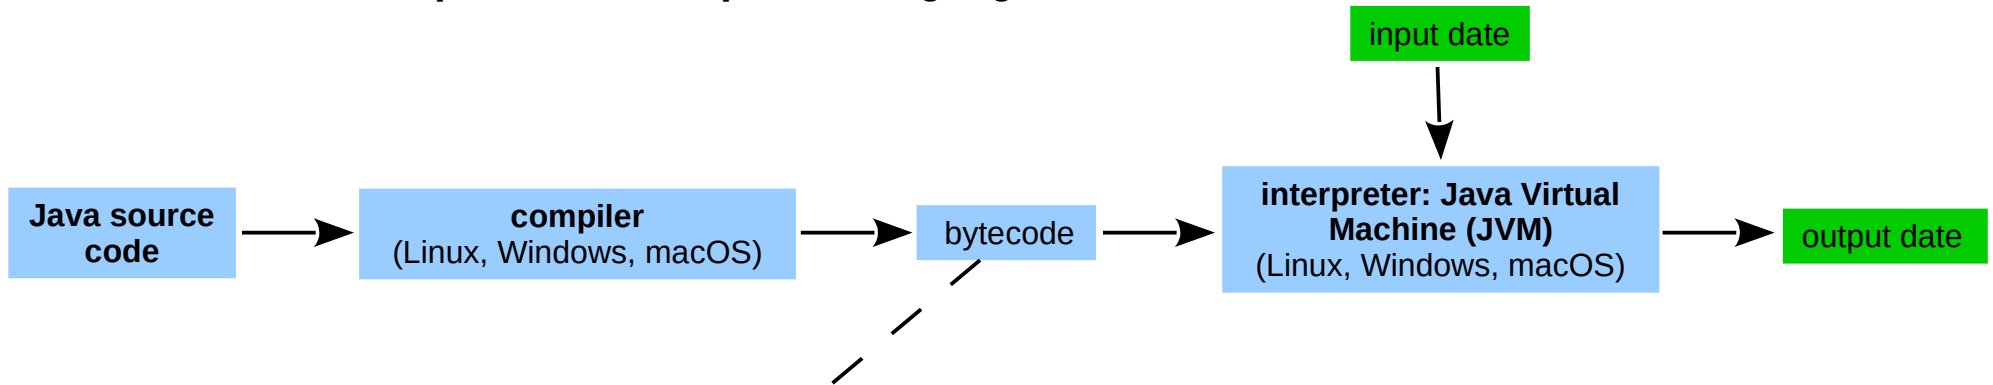 input date
Java source
code
compiler
(Linux, Windows, macOS)
bytecode
interpreter: Java Virtual
Machine (JVM)
(Linux, Windows, macOS)
output date